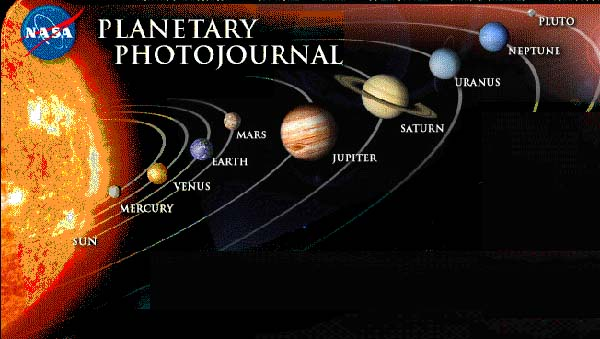 NASA
PLANETARY
PHOTOJOURNAL
PLUTO
NEPTUNE
URANUS
SATURN
JUPITER
MARS
EARTH
VENUS
MERCURY
SUN